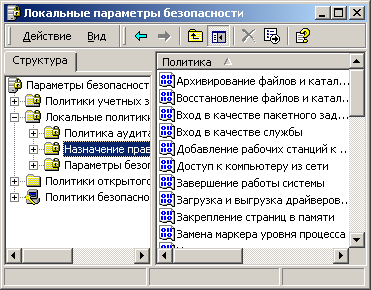 Локальные параметры безопасности
Действие Вид
Структура
Параметры безопасност
Политики учетных з
Локальные политик
Политика аудита
Назначение прав
Параметры безоп
Политики открытого
Политики безопасно
Политика
Архивирование файлов и катал...
Восстановление файлов и катал...
Вход в качестве пакетного зад...
Вход в качестве службы
Добавление рабочих станций к ...
Доступ к компьютеру из сети
Завершение работы системы
Загрузка и выгрузка драйверов...
Закрепление страниц в памяти
Замена маркера уровня процесса